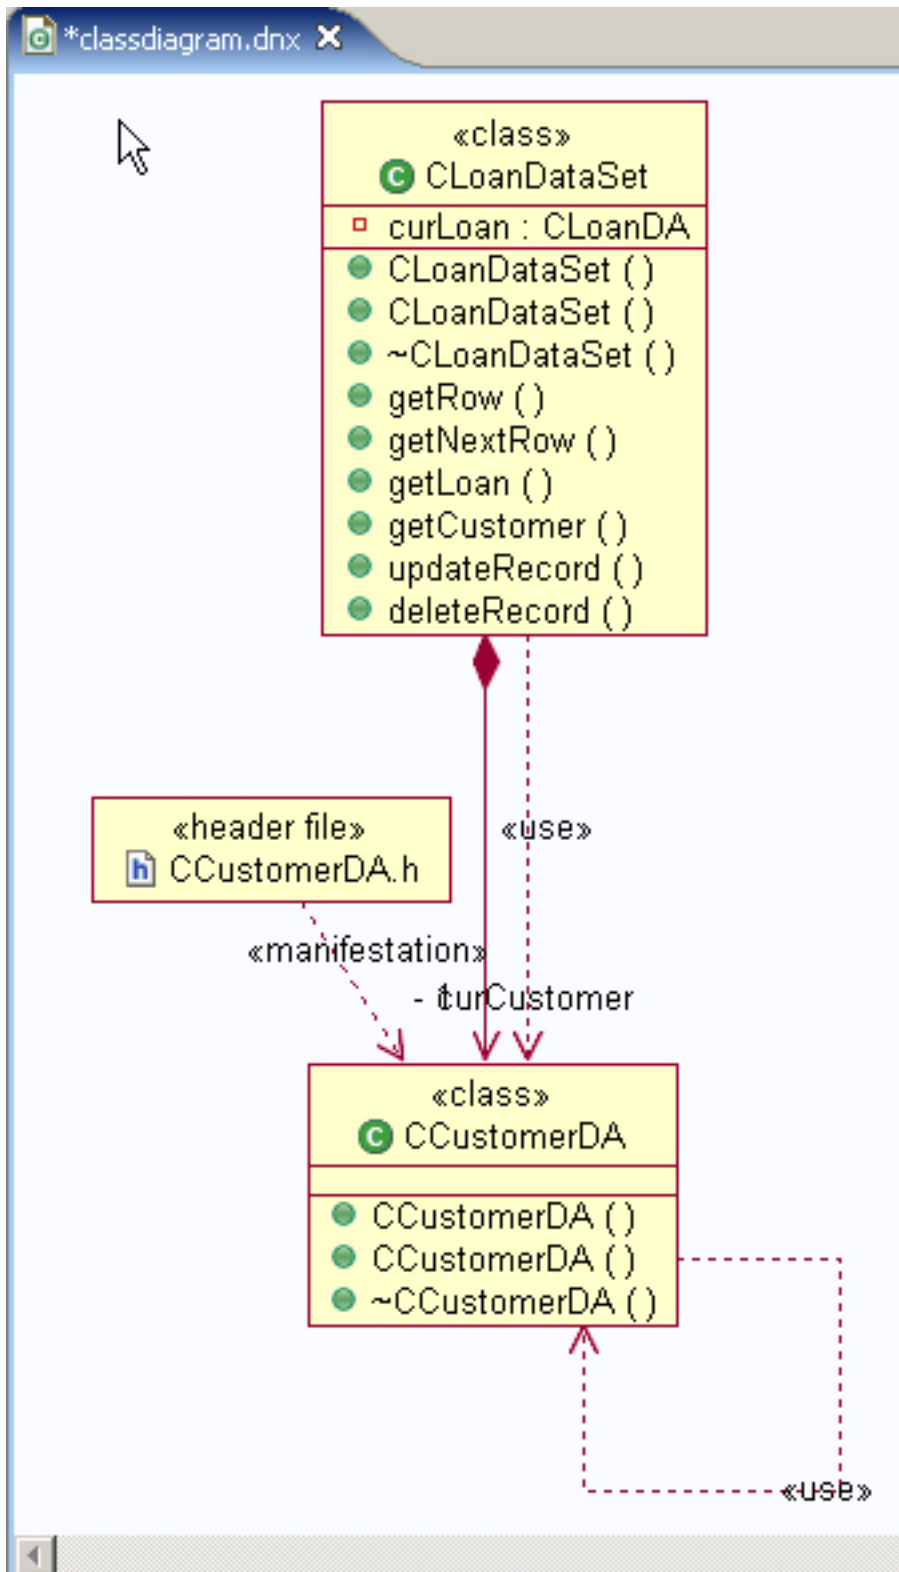 *classdiagram.dnx
«class»
CLoanDataSet
curLoan : CLoanDA
CLoanDataSet ( )
CLoanDataSet ( )
~CLoanDataSet ( )
getRow ( )
getNextRow ( )
getLoan ( )
getCustomer ( )
updateRecord ( )
deleteRecord ( )
«header file»
h CCustomerDA.h
«use»
«manifestation»
- curCustomer
«class»
C CCustomerDA
CCustomerDA ( )
CCustomerDA ( )
~CCustomerDA ( )
«use»